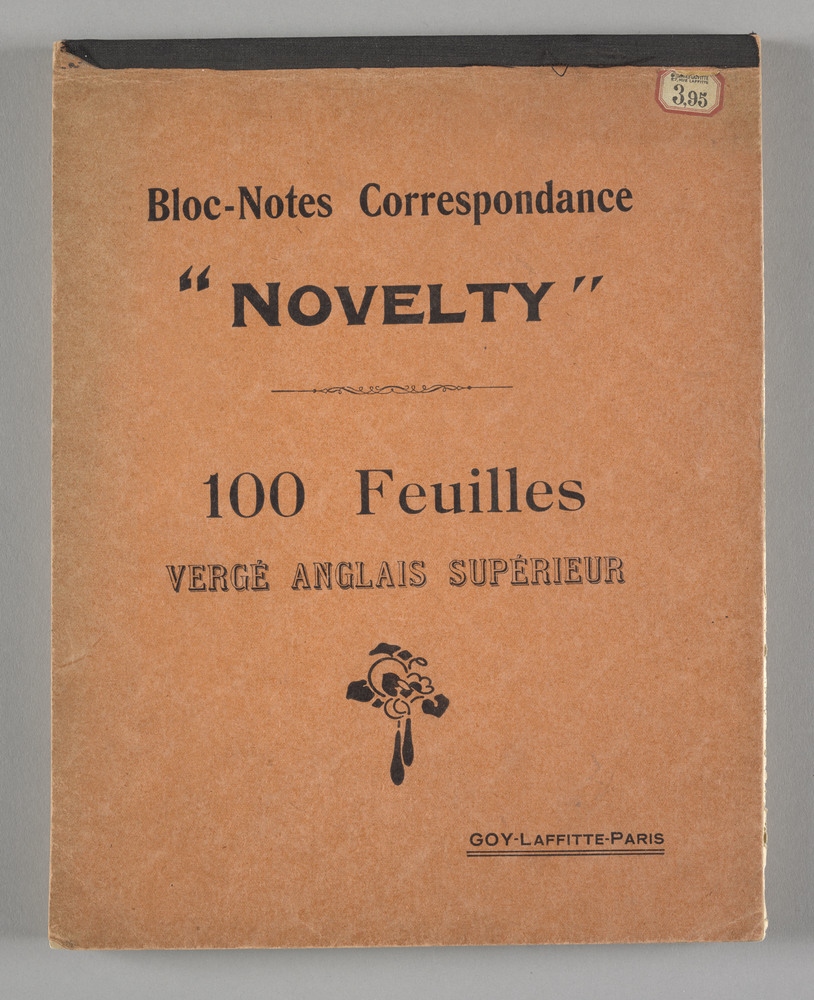 3,95
Bloc-Notes Correspondance
“NOVELTY”
100 Feuilles
VERGÉ ANGLAIS SUPÉRIEUR
GOY-LAFFITTE-PARIS